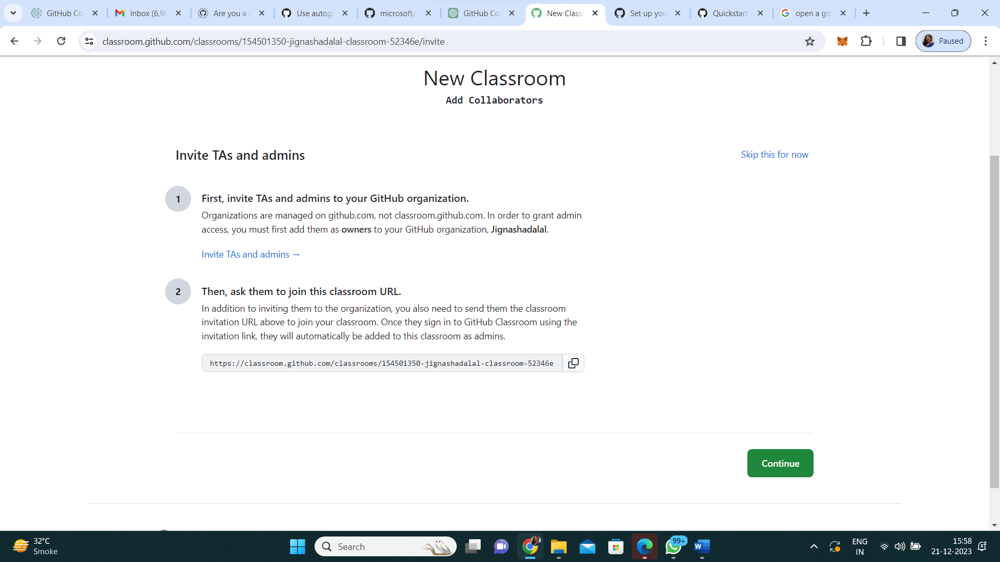 GitHub Co
Inbox (6,96
Are you a s
Use autogr
microsoft/v
GitHub Co
New Class
Set up you
Quickstart
open a git
classroom.github.com/classrooms/154501350-jignashadalal-classroom-52346e/invite
Paused
New Classroom
Add Collaborators
Invite TAs and admins
Skip this for now
1
First, invite TAs and admins to your GitHub organization.
Organizations are managed on github.com, not classroom.github.com. In order to grant admin
access, you must first add them as owners to your GitHub organization, Jignashadalal.
Invite TAs and admins →
2
Then, ask them to join this classroom URL.
In addition to inviting them to the organization, you also need to send them the classroom
invitation URL above to join your classroom. Once they sign in to GitHub Classroom using the
invitation link, they will automatically be added to this classroom as admins.
https://classroom.github.com/classrooms/154501350-jignashadalal-classroom-52346e
Continue
32°C
Smoke
Search
99+
ENG
IN
15:58
21-12-2023